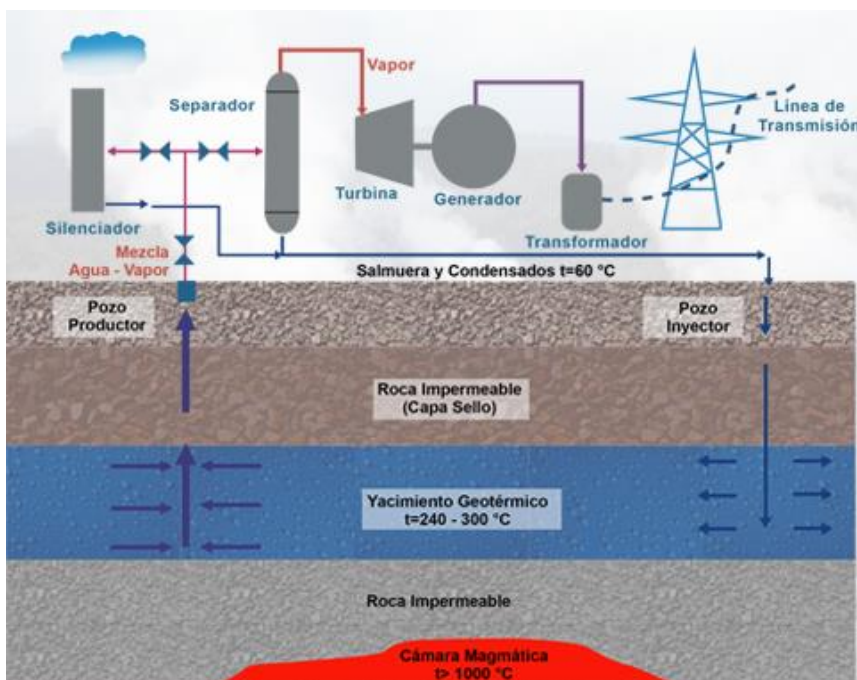 Vapor
Separador
Línea de
Transmisión
Turbina
Generador
Silenciador
Transformador
Mezcla
Agua - Vapor
Salmuera y Condensados t=60 °C
Pozo
Productor
Pozo
Inyector
Roca Impermeable
(Capa Sello)
Yacimiento Geotérmico
t=240 - 300 °C
Roca Impermeable
Cámara Magmática
t> 1000 °C